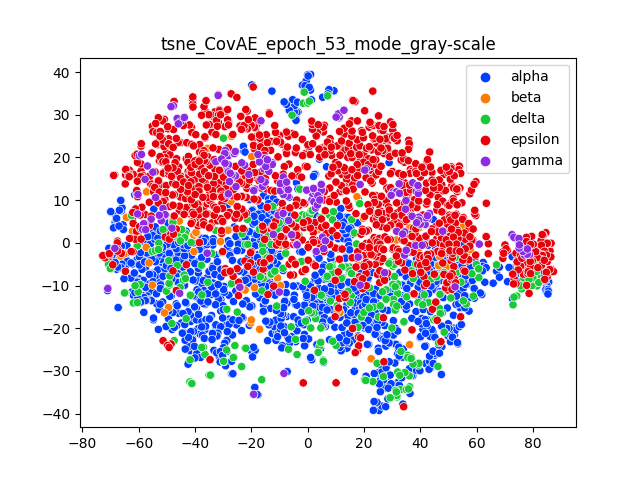 tsne_CovAE_epoch_53_mode_gray-scale
alpha
beta
delta
epsilon
gamma
40
30
20
10
0
−10
−20
−30
−40
−80 −60 −40 −20 0 20 40 60 80